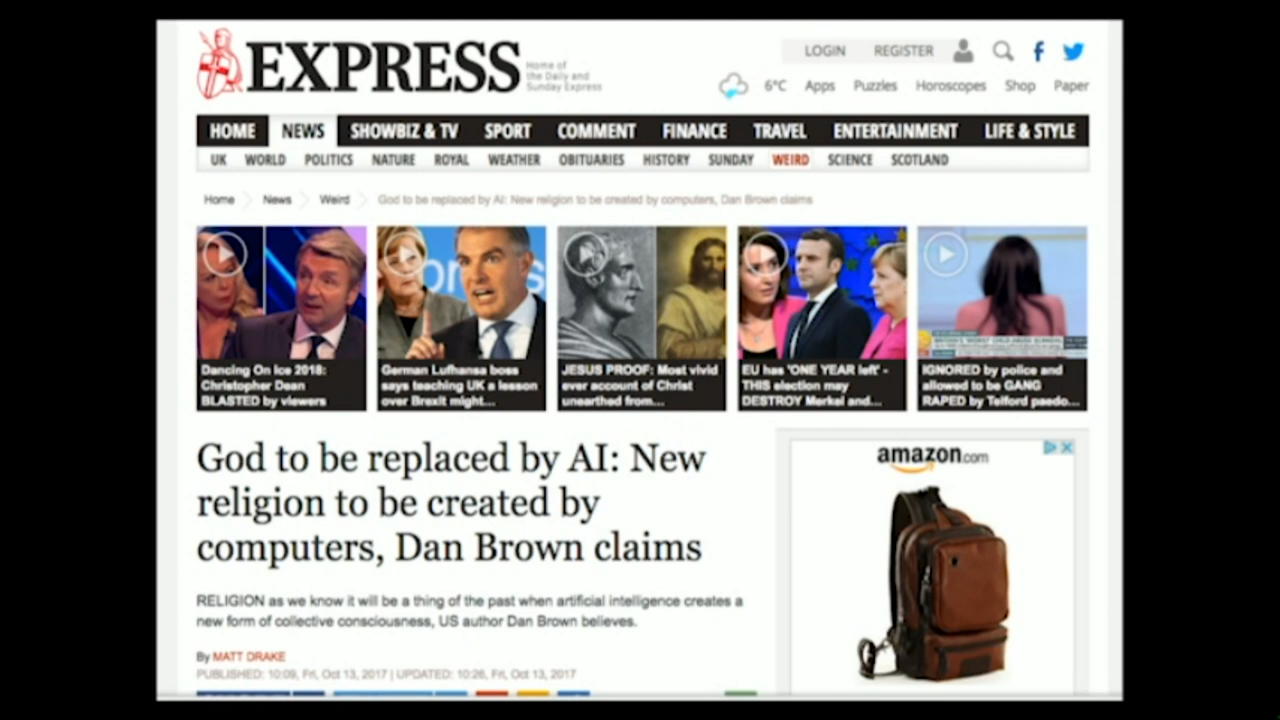 EXPRESS
Home of
the Daily and
Sunday Express
LOGIN REGISTER
6°C Apps Puzzles Horoscopes Shop Paper
HOME NEWS SHOWBIZ & TV SPORT COMMENT FINANCE TRAVEL ENTERTAINMENT LIFE & STYLE
UK WORLD POLITICS NATURE ROYAL WEATHER OBITUARIES HISTORY SUNDAY WEIRD SCIENCE SCOTLAND
Home News Weird God to be replaced by AI: New religion to be created by computers, Dan Brown claims
Dancing On Ice 2018:
Christopher Dean
BLASTED by viewers
German Lufhansa boss
says teaching UK a lesson
over Brexit might...
JESUS PROOF: Most vivid
ever account of Christ
unearthed from...
EU has 'ONE YEAR left' -
THIS election may
DESTROY Merkel and...
IGNORED by police and
allowed to be GANG
RAPED by Telford paedo...
God to be replaced by AI: New
religion to be created by
computers, Dan Brown claims
RELIGION as we know it will be a thing of the past when artificial intelligence creates a
new form of collective consciousness, US author Dan Brown believes.
By MATT DRAKE
PUBLISHED: 10:09, Fri, Oct 13, 2017 | UPDATED: 10:26, Fri, Oct 13, 2017
amazon.com